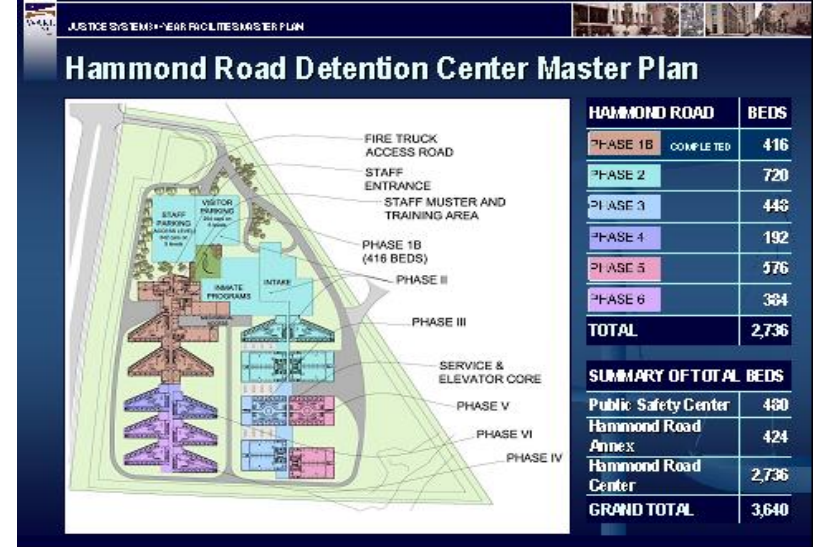 WAKE
JUSTICE SYSTEMS -YEAR FACILITIES MASTER PLAN
Hammond Road Detention Center Master Plan
FIRE TRUCK
ACCESS ROAD
STAFF
ENTRANCE
STAFF MUSTER AND
TRAINING AREA
PHASE 1B
(416 BEDS)
PHASE II
PHASE III
SERVICE &
ELEVATOR CORE
PHASE V
PHASE VI
PHASE IV
VISITOR
PARKING
STAFF
PARKING
INMATE
PROGRAMS
INTAKE
HAMMOND ROAD BEDS
PHASE 1B COMPLETED 416
PHASE 2 720
PHASE 3 448
PHASE 4 192
PHASE 5 576
PHASE 6 384
TOTAL 2,736
SUMMARY OF TOTAL BEDS
Public Safety Center 480
Hammond Road
Annex 424
Hammond Road
Center 2,736
GRAND TOTAL 3,640